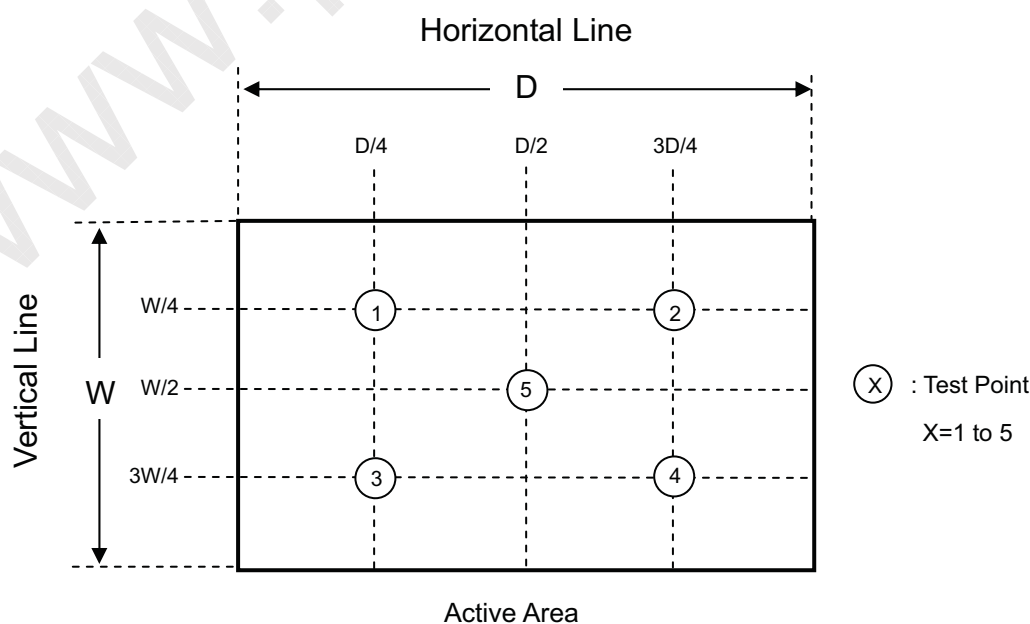 Horizontal Line
D
D/4 D/2 3D/4
Vertical Line
W
W/4
W/2
3W/4
1 2
5
3 4
X : Test Point
X=1 to 5
Active Area
www.